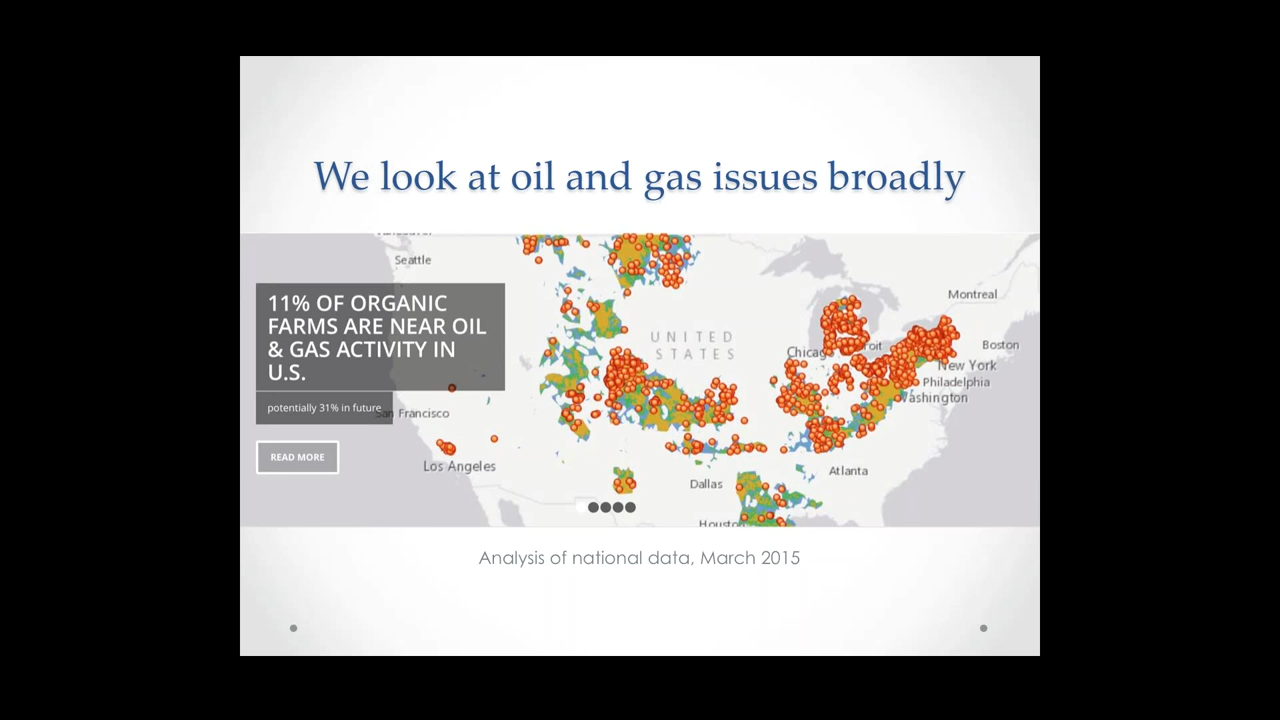 We look at oil and gas issues broadly
Seattle
11% OF ORGANIC
FARMS ARE NEAR OIL
& GAS ACTIVITY IN
U.S.
potentially 31% in future
San Francisco
READ MORE
Los Angeles
UNITED
STATES
Montreal
Chicago
roit
Boston
New York
Philadelphia
Washington
Atlanta
Dallas
Houston
Analysis of national data, March 2015